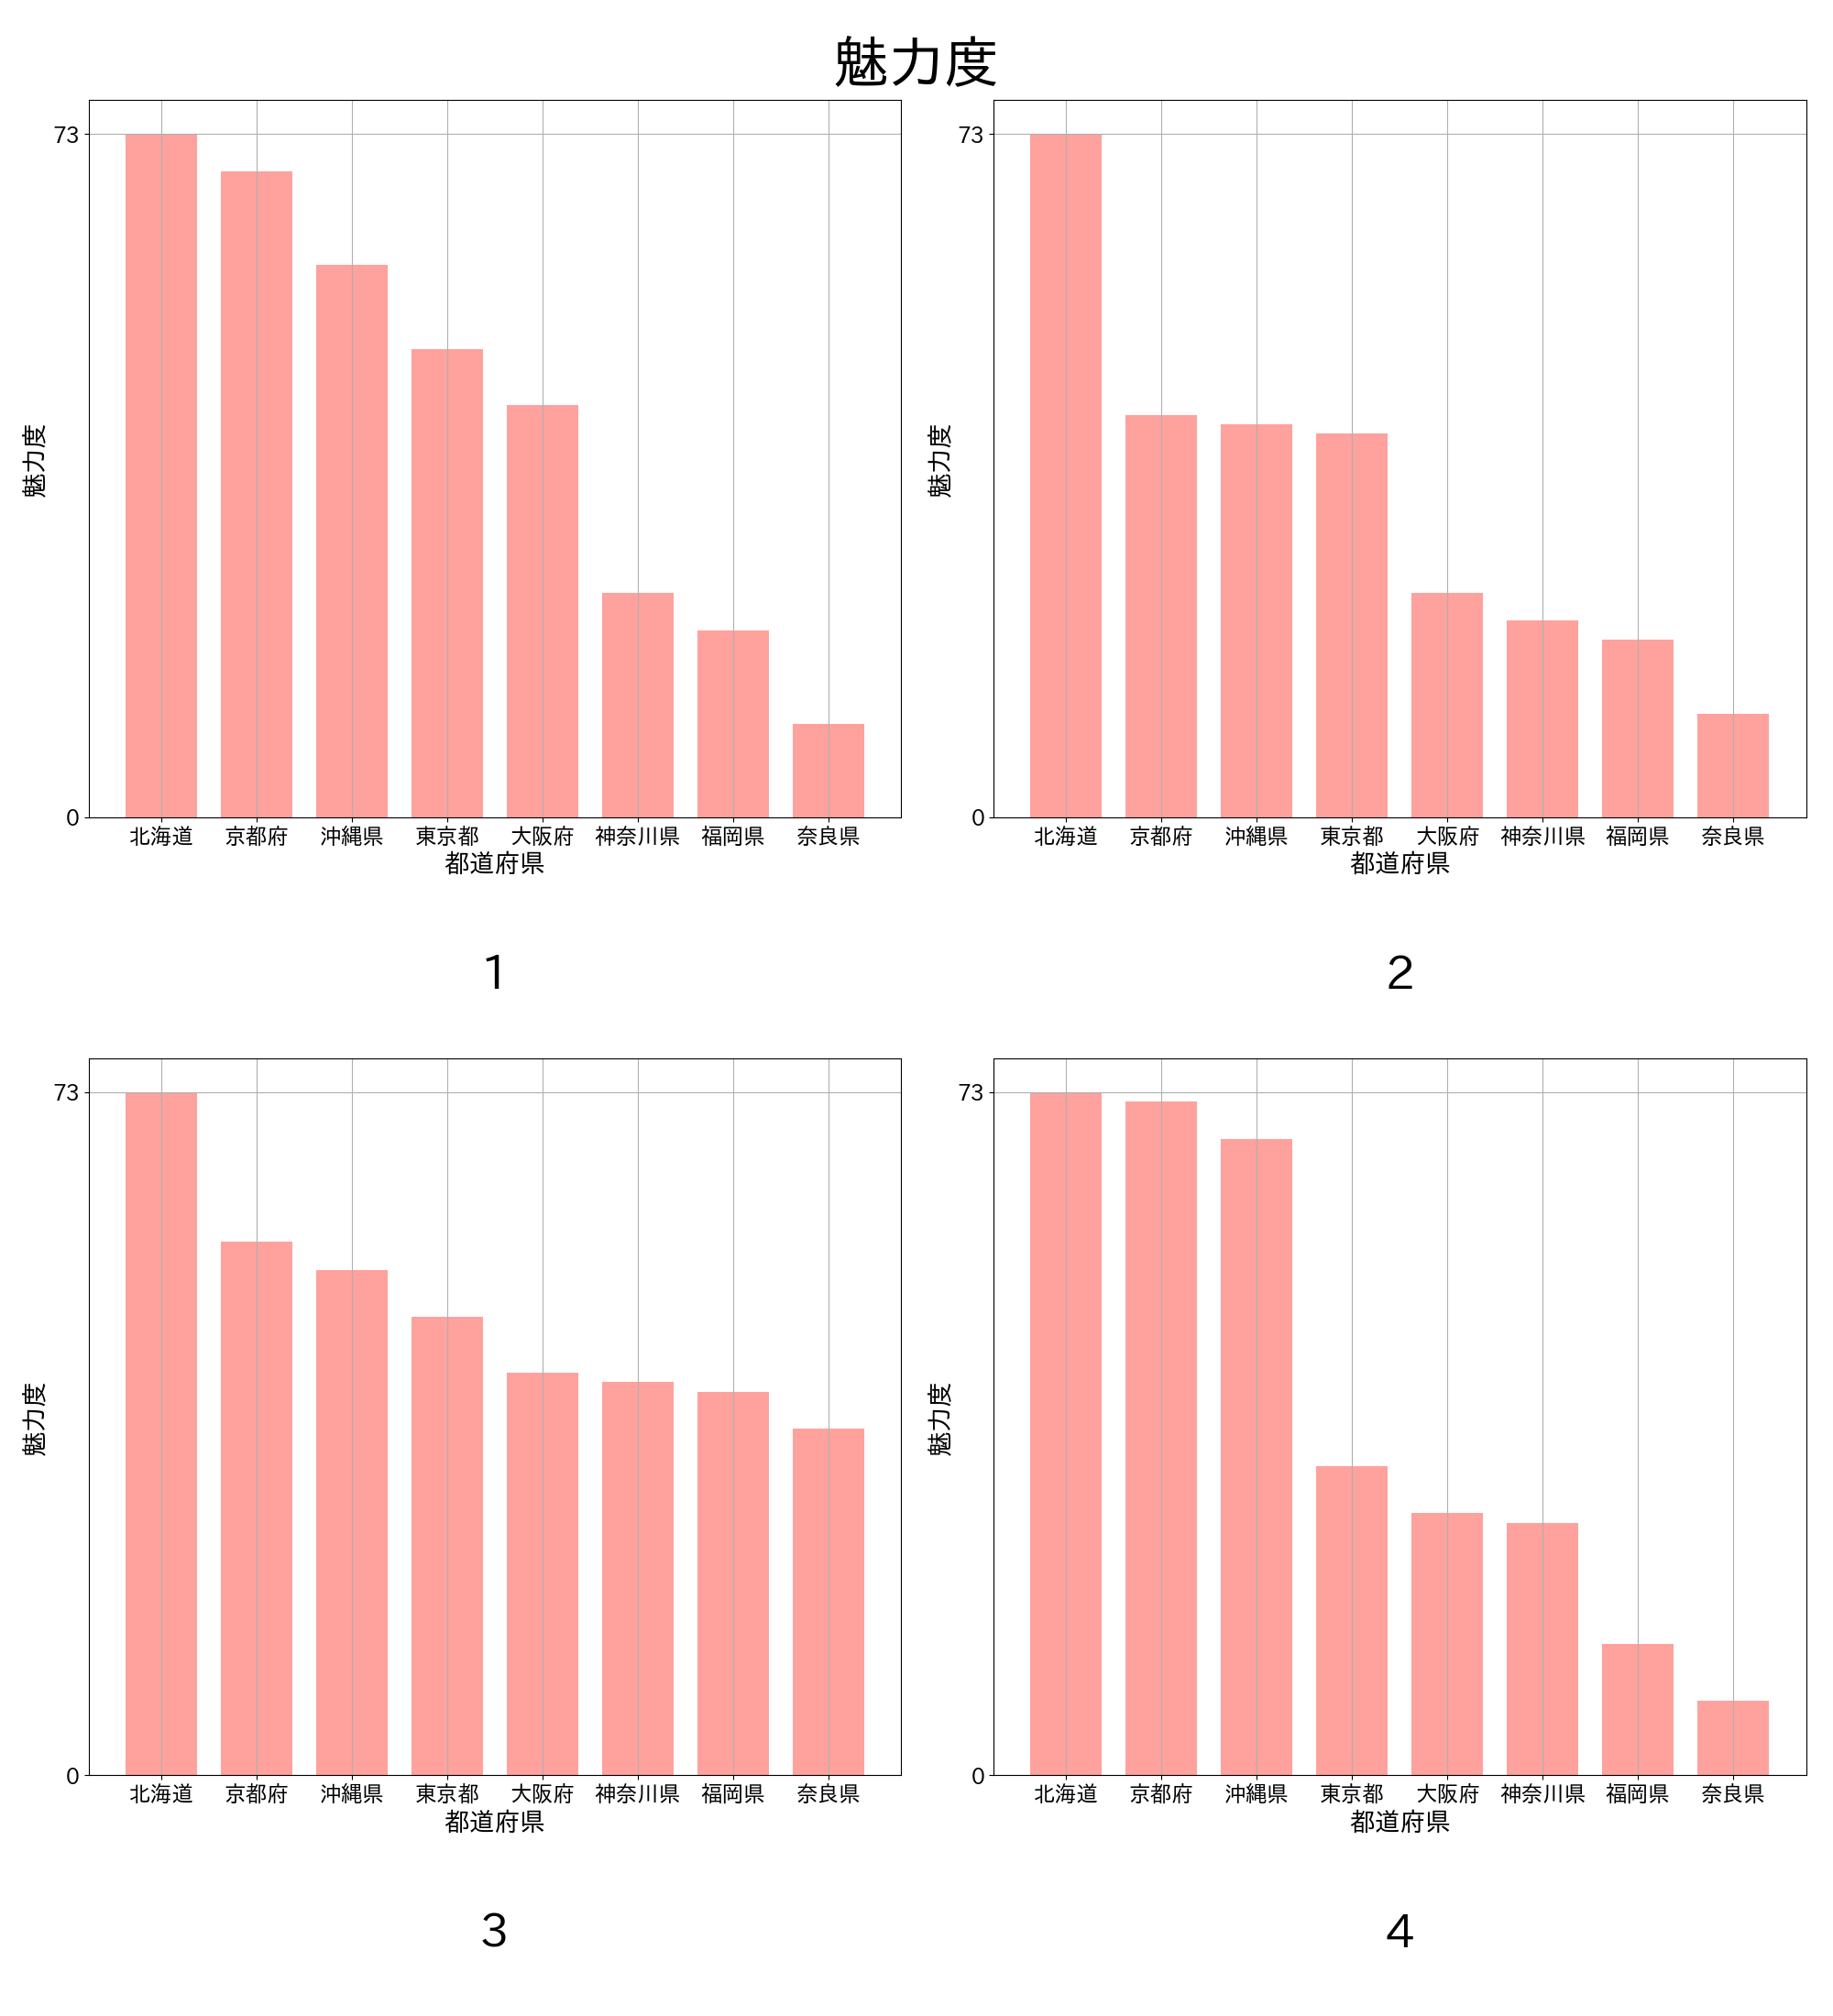 魅力度
73
0
魅力度
北海道 京都府 沖縄県 東京都 大阪府 神奈川県 福岡県 奈良県
都道府県
1
73
0
魅力度
北海道 京都府 沖縄県 東京都 大阪府 神奈川県 福岡県 奈良県
都道府県
2
73
0
魅力度
北海道 京都府 沖縄県 東京都 大阪府 神奈川県 福岡県 奈良県
都道府県
3
73
0
魅力度
北海道 京都府 沖縄県 東京都 大阪府 神奈川県 福岡県 奈良県
都道府県
4